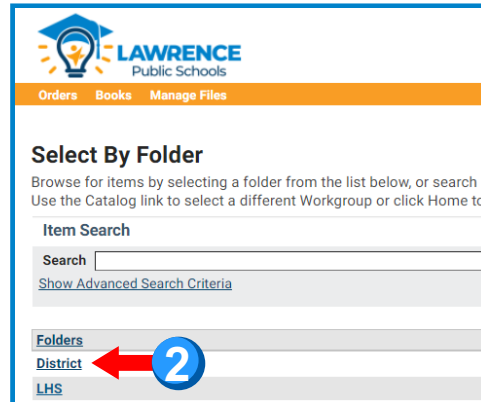 LAWRENCE
Public Schools
Orders Books Manage Files
Select By Folder
Browse for items by selecting a folder from the list below, or search
Use the Catalog link to select a different Workgroup or click Home to
Item Search
Search
Show Advanced Search Criteria
Folders
District
2
LHS